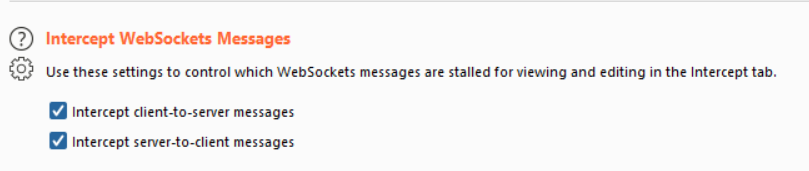 Intercept WebSockets Messages
Use these settings to control which WebSockets messages are stalled for viewing and editing in the Intercept tab.
Intercept client-to-server messages
Intercept server-to-client messages